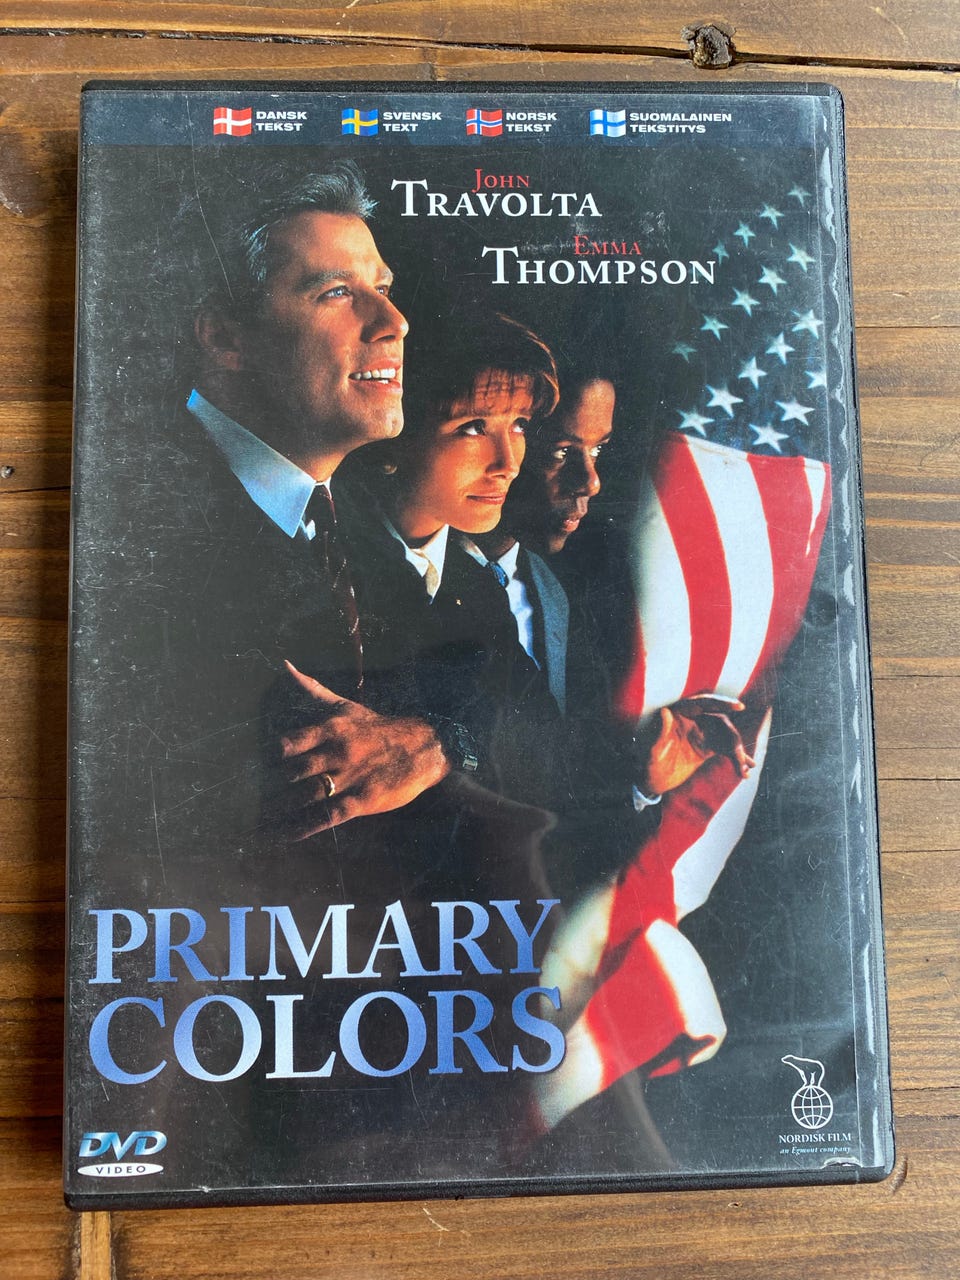 DANSK
TEKST
SVENSK
TEXT
NORSK
TEKST
SUOMALAINEN
TEKSTITYS
JOHN
TRAVOLTA
EMMA
THOMPSON
PRIMARY
COLORS
DVD
VIDEO
NORDISK FILM
an Egmont company